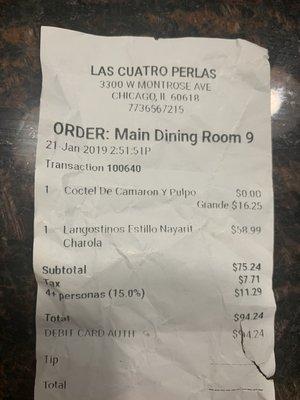 LAS CUATRO PERLAS
3300 W MONTROSE AVE
CHICAGO, IL 60618
7736567215
ORDER: Main Dining Room 9
21-Jan-2019 2:51:51P
Transaction 100640
1 Coctel De Camaron Y Pulpo $0.00
Grande $16.25
1 Langostinos Estillo Nayarit $58.99
Charola
Subtotal $75.24
Tax $7.71
4+ personas (15.0%) $11.29
Total $94.24
DEBIT CARD AUTH $94.24
Tip
Total